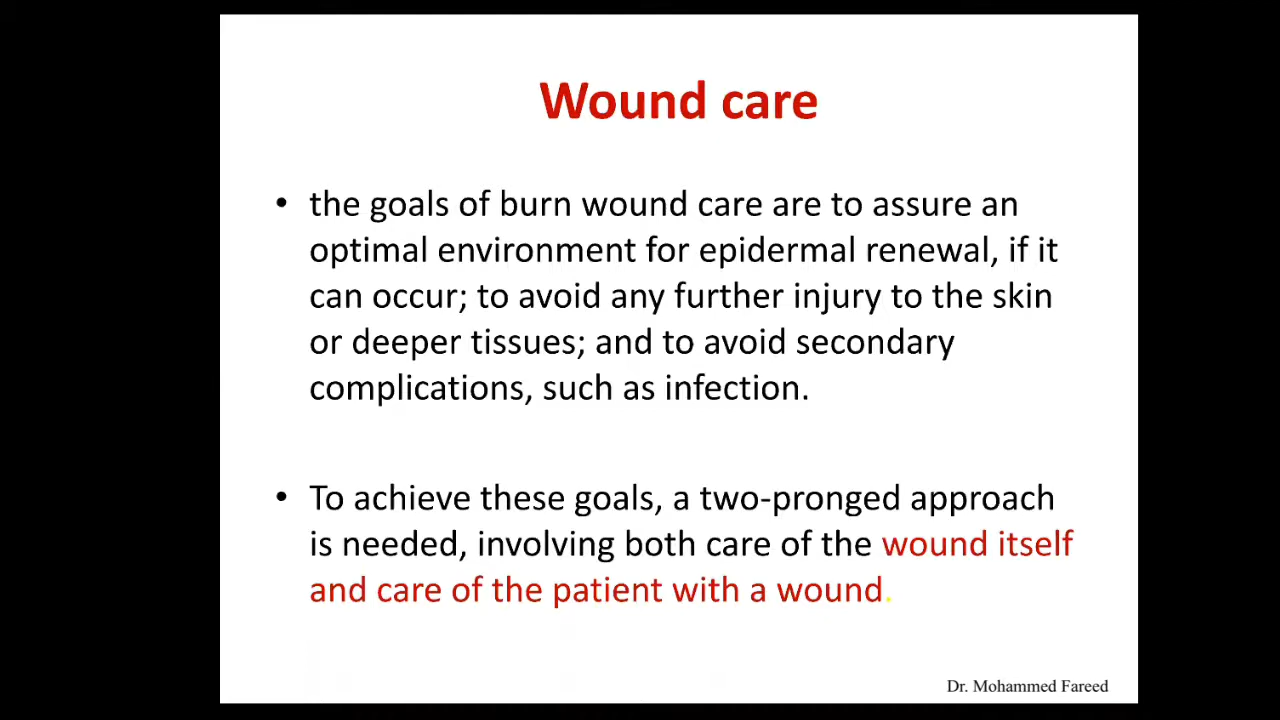 Wound care
• the goals of burn wound care are to assure an
optimal environment for epidermal renewal, if it
can occur; to avoid any further injury to the skin
or deeper tissues; and to avoid secondary
complications, such as infection.
• To achieve these goals, a two-pronged approach
is needed, involving both care of the wound itself
and care of the patient with a wound.
Dr. Mohammed Fareed